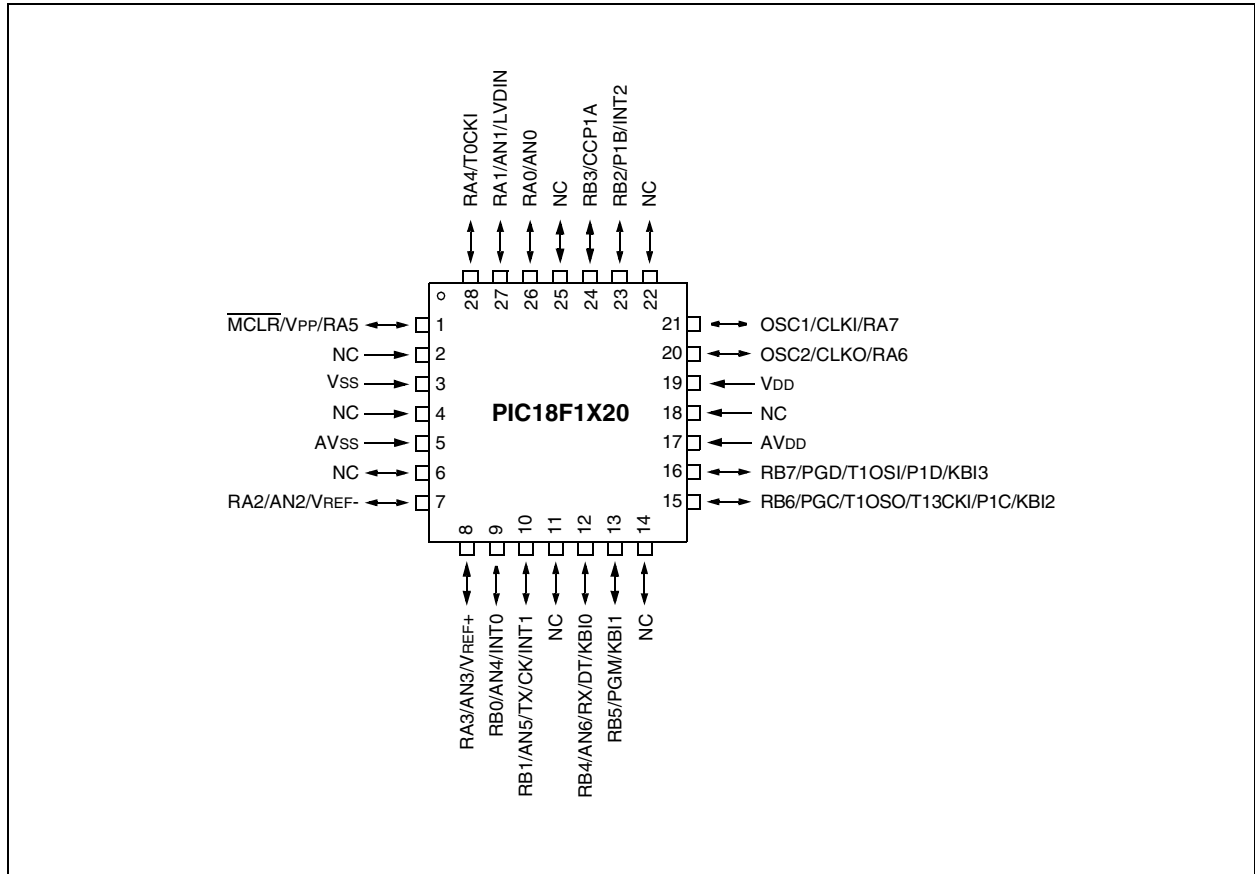 RA4/T0CKI
RA1/AN1/LVDIN
RA0/AN0
NC
RB3/CCP1A
RB2/P1B/INT2
NC
28
27
26
25
24
23
22
MCLR/VPP/RA5
1
NC
2
VSS
3
NC
4
AVSS
5
NC
6
RA2/AN2/VREF-
7
PIC18F1X20
21
OSC1/CLKI/RA7
20
OSC2/CLKO/RA6
19
VDD
18
NC
17
AVDD
16
RB7/PGD/T1OSI/P1D/KBI3
15
RB6/PGC/T1OSO/T13CKI/P1C/KBI2
8
9
10
11
12
13
14
RA3/AN3/VREF+
RB0/AN4/INT0
RB1/AN5/TX/CK/INT1
NC
RB4/AN6/RX/DT/KBI0
RB5/PGM/KBI1
NC